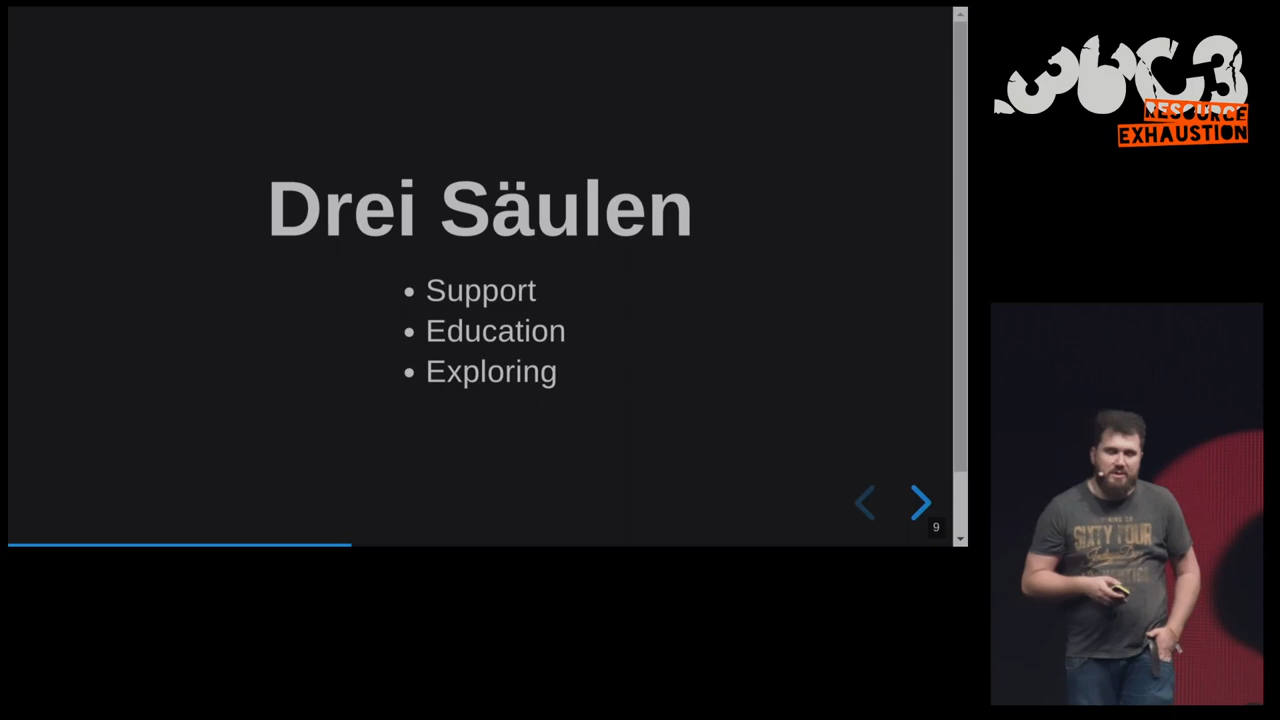 Drei Säulen
• Support
• Education
• Exploring
9
36C3
RESOURCE
EXHAUSTION
SIXTY FOUR